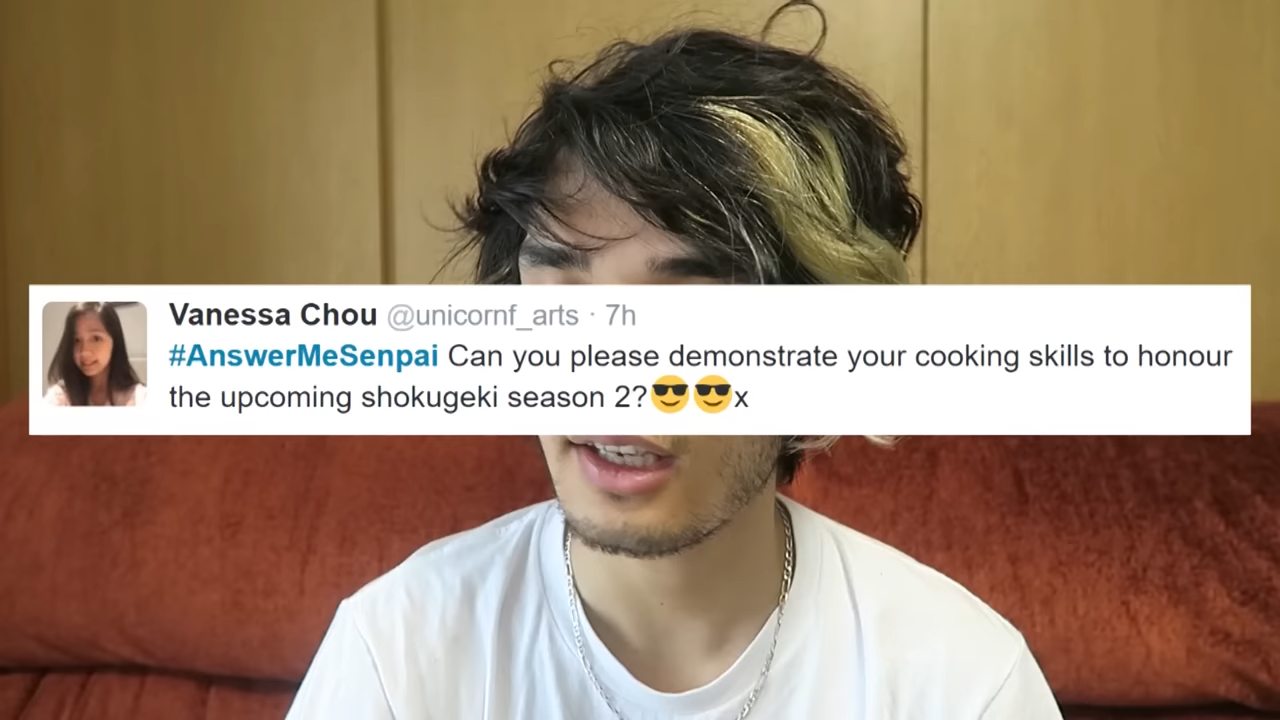 Vanessa Chou @unicornf_arts · 7h
#AnswerMeSenpai Can you please demonstrate your cooking skills to honour
the upcoming shokugeki season 2?😎😎x